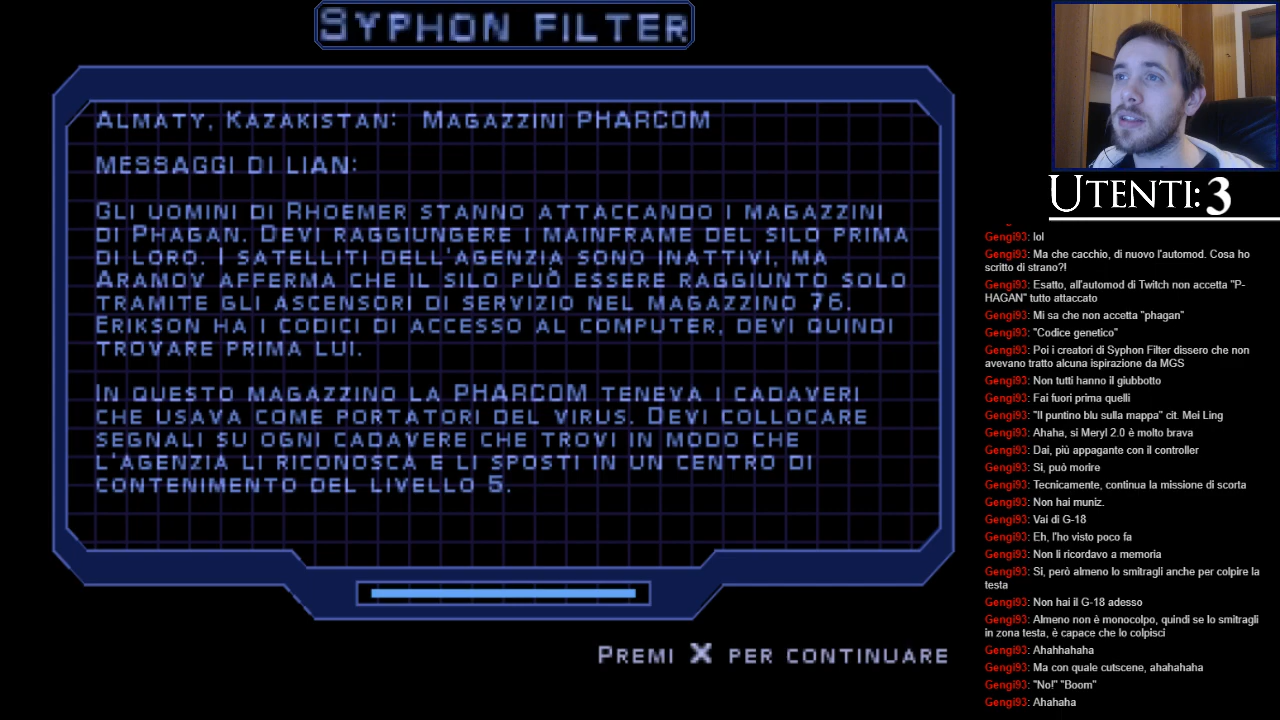 SYPHON FILTER
ALMATY, KAZAKISTAN: MAGAZZINI PHARCOM
MESSAGGI DI LIAN:
GLI UOMINI DI RHOEMER STANNO ATTACCANDO I MAGAZZINI
DI PHAGAN. DEVI RAGGIUNGERE I MAINFRAME DEL SILO PRIMA
DI LORO. I SATELLITI DELL'AGENZIA SONO INATTIVI, MA
ARAMOV AFFERMA CHE IL SILO PUÒ ESSERE RAGGIUNTO SOLO
TRAMITE GLI ASCENSORI DI SERVIZIO NEL MAGAZZINO 76.
ERIKSON HA I CODICI DI ACCESSO AL COMPUTER, DEVI QUINDI
TROVARE PRIMA LUI.
IN QUESTO MAGAZZINO LA PHARCOM TENEVA I CADAVERI
CHE USAVA COME PORTATORI DEL VIRUS. DEVI COLLOCARE
SEGNALI SU OGNI CADAVERE CHE TROVI IN MODO CHE
L'AGENZIA LI RICONOSCA E LI SPOSTI IN UN CENTRO DI
CONTENIMENTO DEL LIVELLO 5.
PREMI X PER CONTINUARE
UTENTI: 3
Gengi93: lol
Gengi93: Ma che cacchio, di nuovo l'automod. Cosa ho
scritto di strano?!
Gengi93: Esatto, all'automod di Twitch non accetta "P-
HAGAN" tutto attaccato
Gengi93: Mi sa che non accetta "phagan"
Gengi93: "Codice genetico"
Gengi93: Poi i creatori di Syphon Filter dissero che non
avevano tratto alcuna ispirazione da MGS
Gengi93: Non tutti hanno il giubbotto
Gengi93: Fai fuori prima quelli
Gengi93: "Il puntino blu sulla mappa" cit. Mei Ling
Gengi93: Ahaha, si Meryl 2.0 è molto brava
Gengi93: Dai, più appagante con il controller
Gengi93: Si, può morire
Gengi93: Tecnicamente, continua la missione di scorta
Gengi93: Non hai muniz.
Gengi93: Vai di G-18
Gengi93: Eh, l'ho visto poco fa
Gengi93: Non li ricordavo a memoria
Gengi93: Sì, però almeno lo smitragli anche per colpire la
testa
Gengi93: Non hai il G-18 adesso
Gengi93: Almeno non è monocolpo, quindi se lo smitragli
in zona testa, è capace che lo colpisci
Gengi93: Ahahhahaha
Gengi93: Ma con quale cutscene, ahahahaha
Gengi93: "No!" "Boom"
Gengi93: Ahahaha